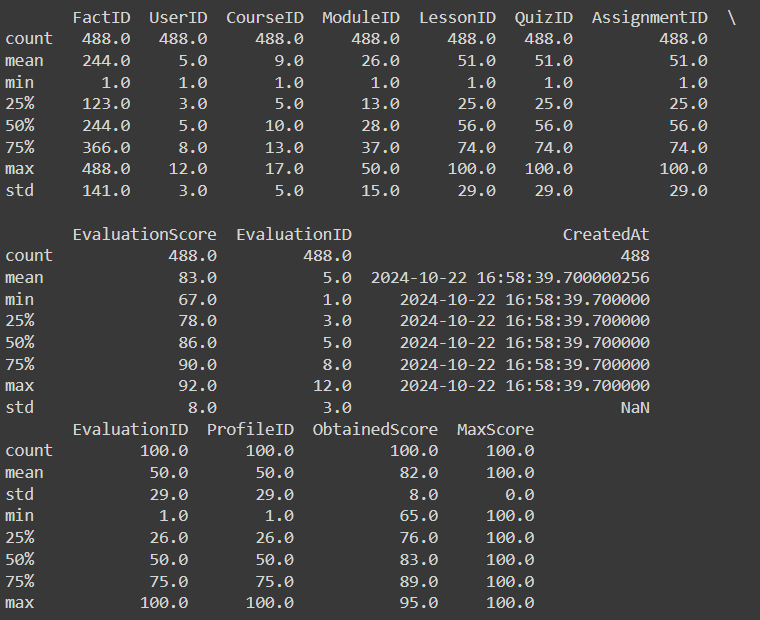 FactID  UserID  CourseID  ModuleID  LessonID  QuizID  AssignmentID  \
count   488.0   488.0     488.0     488.0     488.0   488.0         488.0
mean    244.0     5.0       9.0      26.0      51.0    51.0          51.0
min       1.0     1.0       1.0       1.0       1.0     1.0           1.0
25%     123.0     3.0       5.0      13.0      25.0    25.0          25.0
50%     244.0     5.0      10.0      28.0      56.0    56.0          56.0
75%     366.0     8.0      13.0      37.0      74.0    74.0          74.0
max     488.0    12.0      17.0      50.0     100.0   100.0         100.0
std     141.0     3.0       5.0      15.0      29.0    29.0          29.0

       EvaluationScore  EvaluationID                      CreatedAt
count            488.0         488.0                            488
mean              83.0           5.0  2024-10-22 16:58:39.700000256
min               67.0           1.0     2024-10-22 16:58:39.700000
25%               78.0           3.0     2024-10-22 16:58:39.700000
50%               86.0           5.0     2024-10-22 16:58:39.700000
75%               90.0           8.0     2024-10-22 16:58:39.700000
max               92.0          12.0     2024-10-22 16:58:39.700000
std                8.0           3.0                            NaN
       EvaluationID  ProfileID  ObtainedScore  MaxScore
count         100.0      100.0          100.0     100.0
mean           50.0       50.0           82.0     100.0
std            29.0       29.0            8.0       0.0
min             1.0        1.0           65.0     100.0
25%            26.0       26.0           76.0     100.0
50%            50.0       50.0           83.0     100.0
75%            75.0       75.0           89.0     100.0
max           100.0      100.0           95.0     100.0